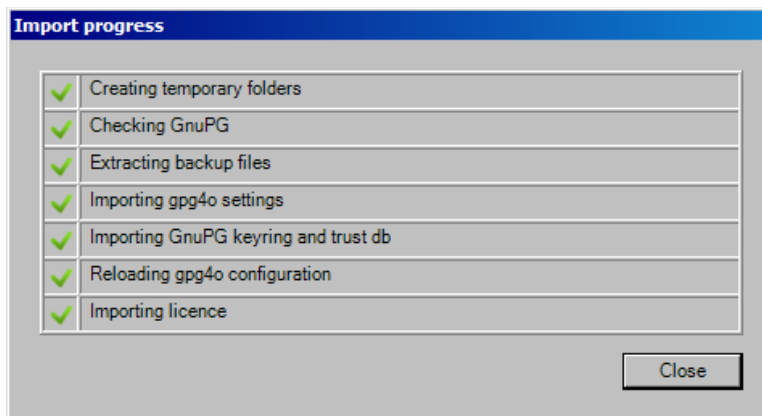 Import progress
Creating temporary folders
Checking GnuPG
Extracting backup files
Importing gpg4o settings
Importing GnuPG keyring and trust db
Reloading gpg4o configuration
Importing licence
Close